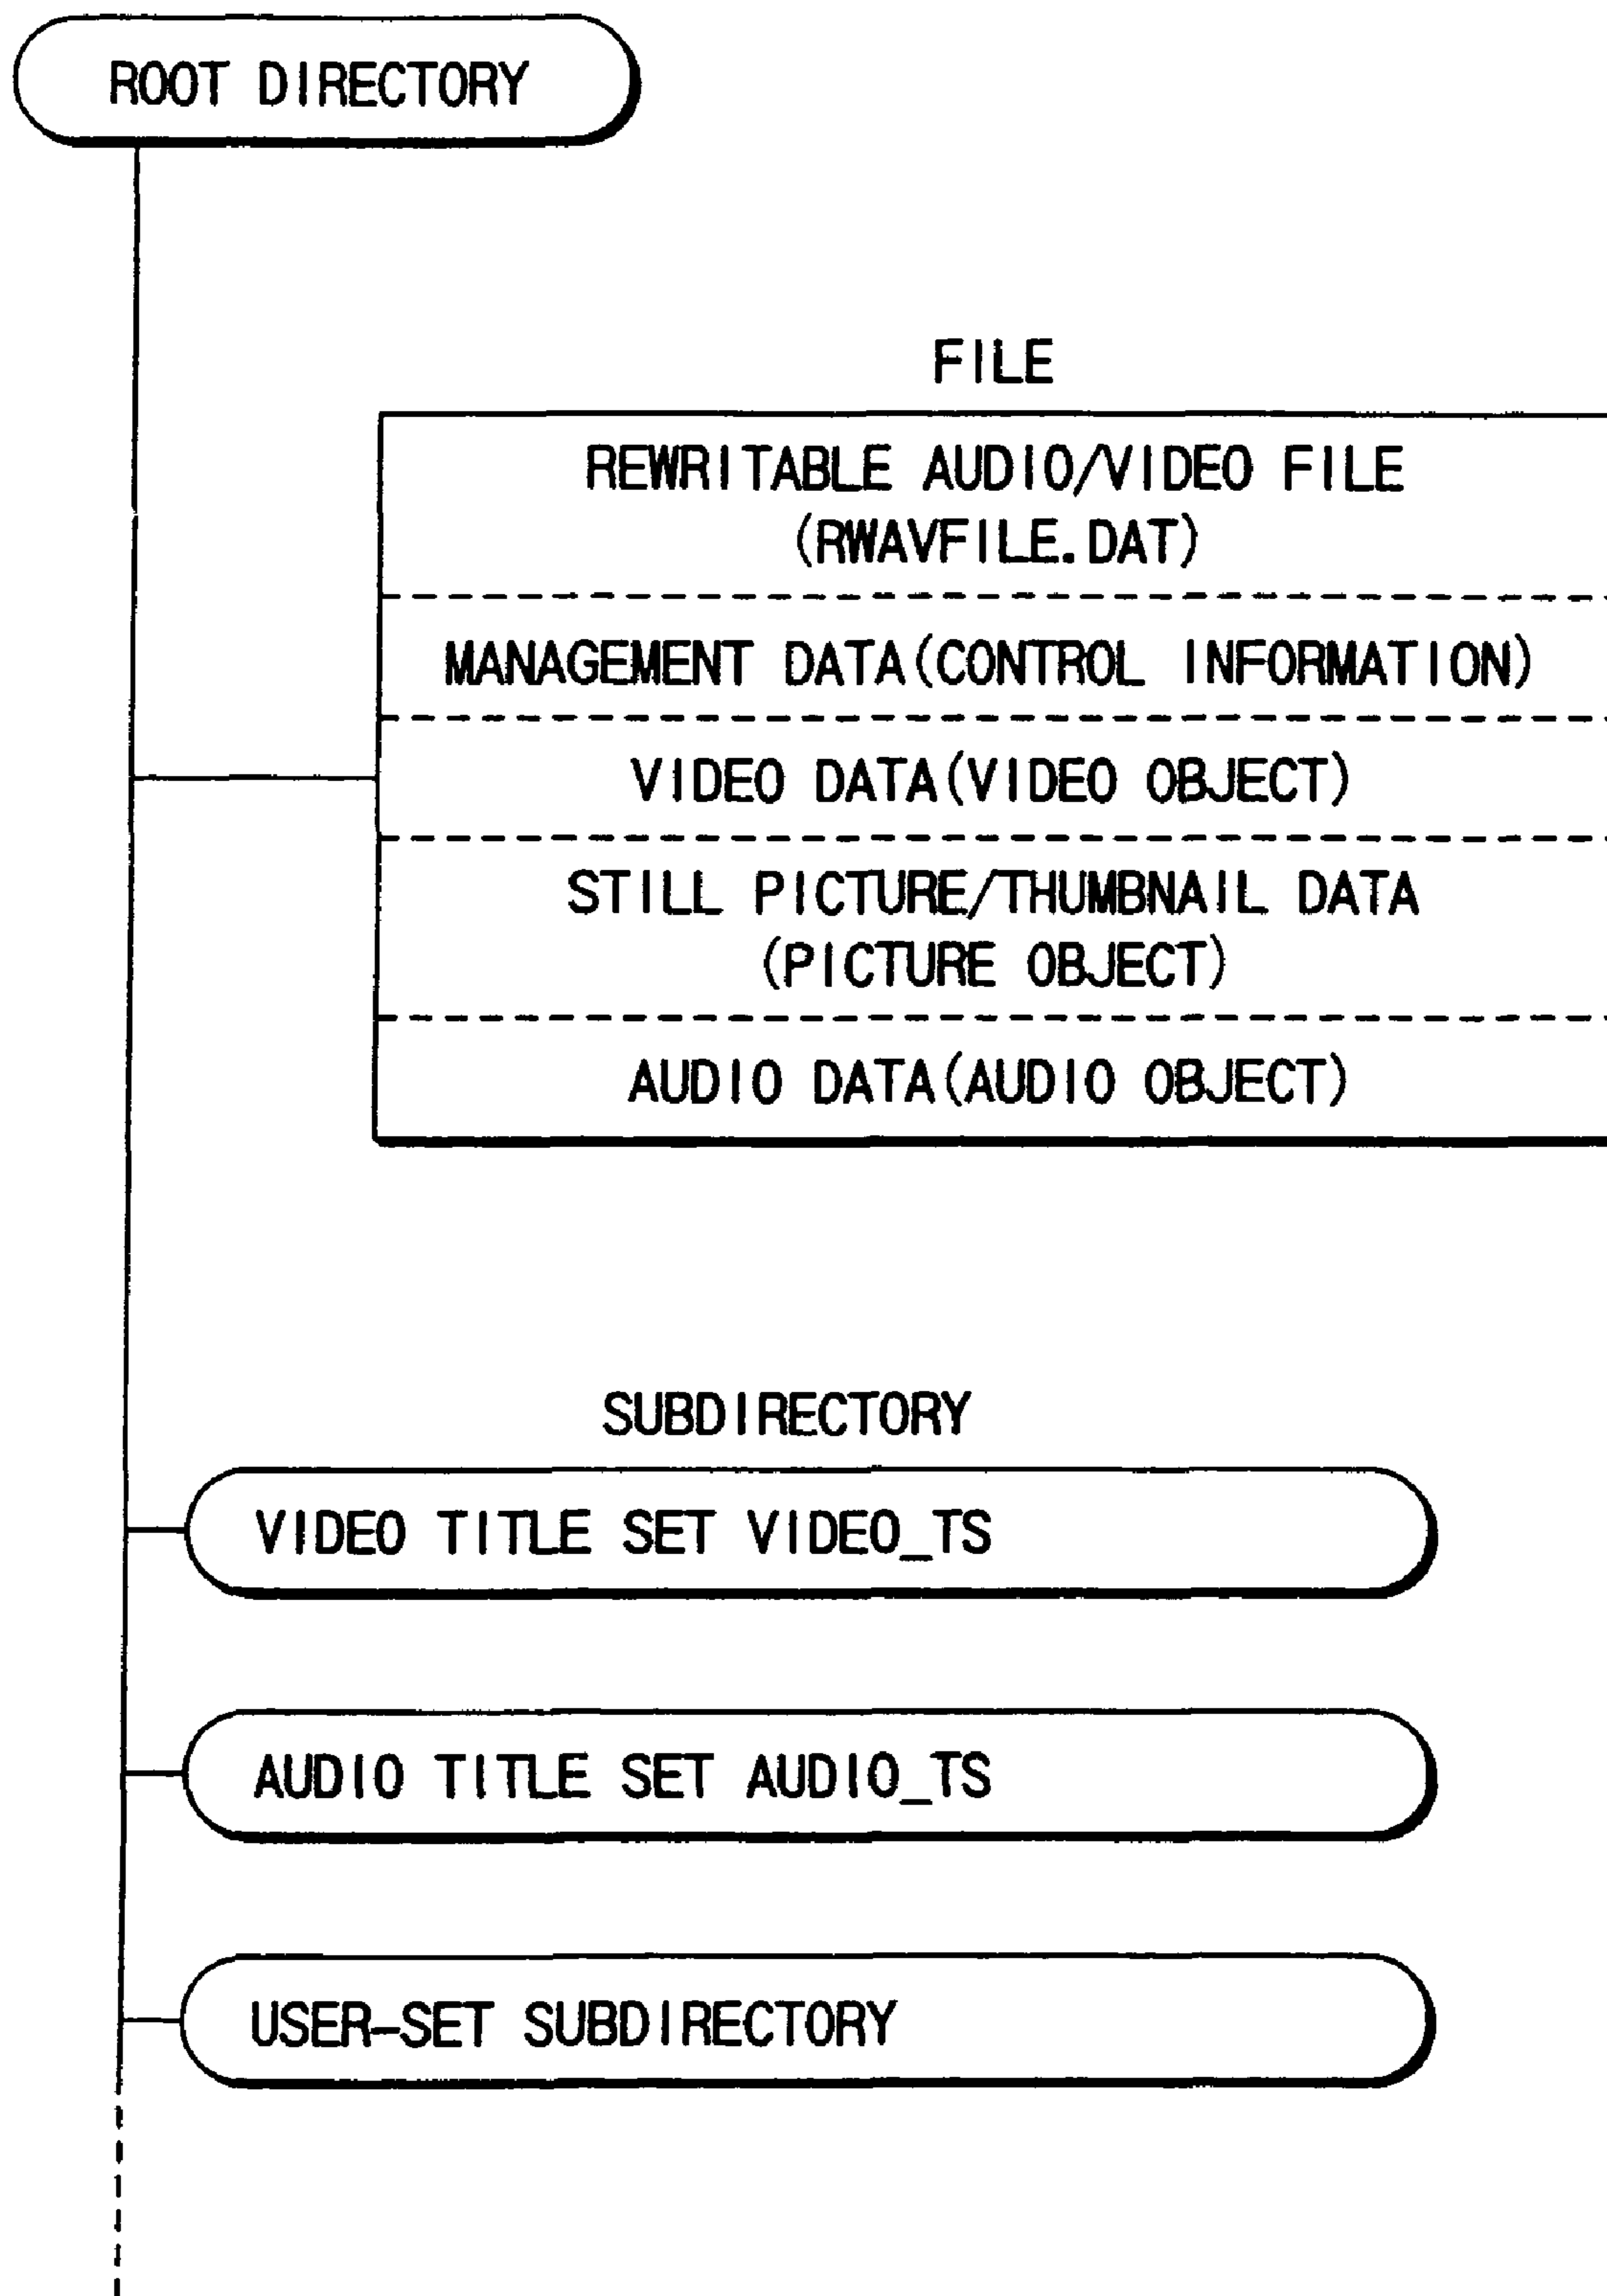 ROOT DIRECTORY
FILE
REWRITABLE AUDIO/VIDEO FILE
(RWAVFILE.DAT)
MANAGEMENT DATA(CONTROL INFORMATION)
VIDEO DATA(VIDEO OBJECT)
STILL PICTURE/THUMBNAIL DATA
(PICTURE OBJECT)
AUDIO DATA(AUDIO OBJECT)
SUBDIRECTORY
VIDEO TITLE SET VIDEO_TS
AUDIO TITLE SET AUDIO_TS
USER-SET SUBDIRECTORY